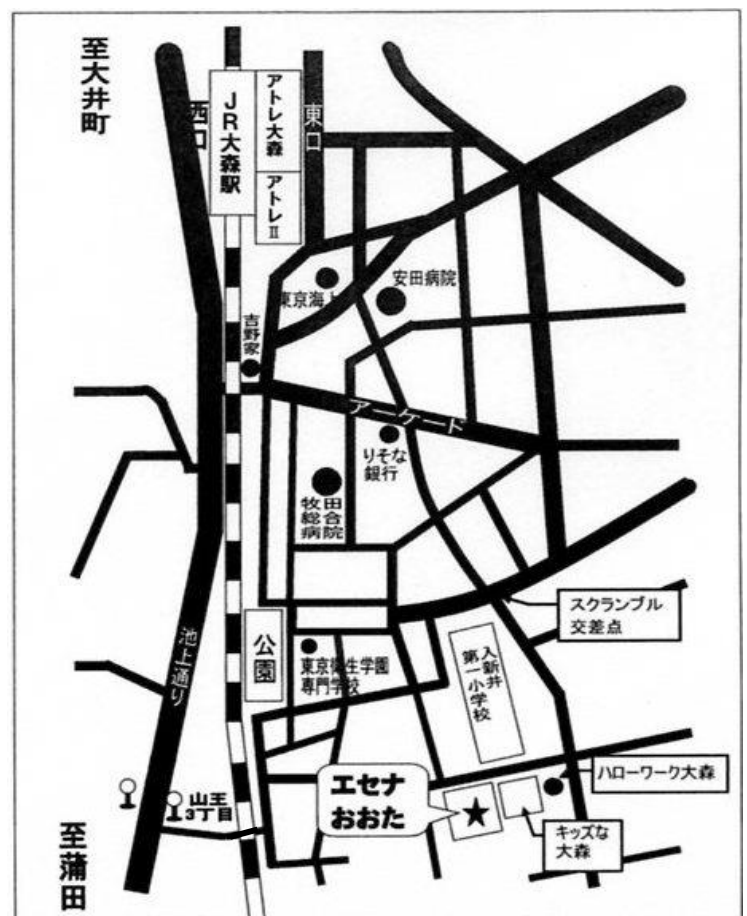 至大井町
西口
JR大森駅
アトレ大森
アトレⅡ
東口
東京海上
安田病院
吉野家
アーケード
りそな
銀行
牧田
総合
病院
スクランブル
交差点
公園
東京衛生学園
専門学校
入新井
第一小学校
池上通り
ハローワーク大森
エセナ
おおた
キッズな
大森
山王
3丁目
至蒲田